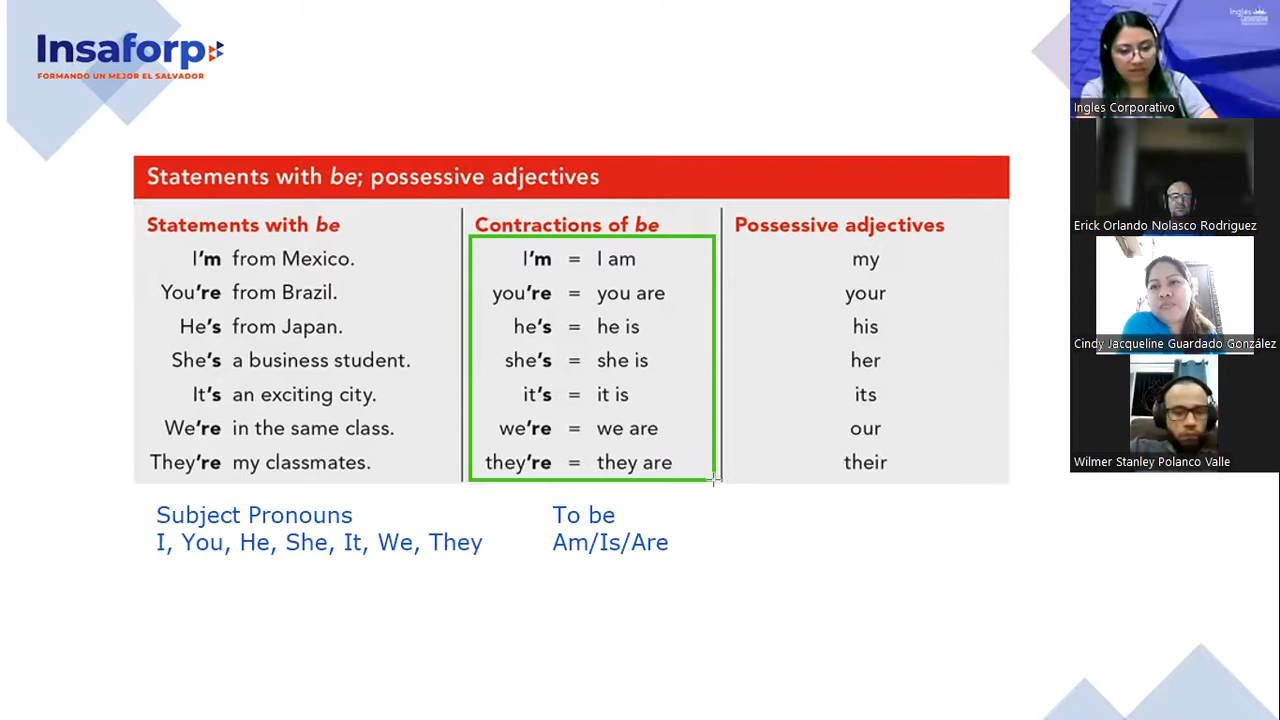 Insaforp
FORMANDO UN MEJOR EL SALVADOR
Statements with be; possessive adjectives
Statements with be
I'm from Mexico.
You're from Brazil.
He's from Japan.
She's a business student.
It's an exciting city.
We're in the same class.
They're my classmates.
Contractions of be
I'm = I am
you're = you are
he's = he is
she's = she is
it's = it is
we're = we are
they're = they are
Possessive adjectives
my
your
his
her
its
our
their
Subject Pronouns
I, You, He, She, It, We, They
To be
Am/Is/Are
Ingles
Ingles Corporativo
Erick Orlando Nolasco Rodriguez
Cindy Jacqueline Guardado González
Wilmer Stanley Polanco Valle